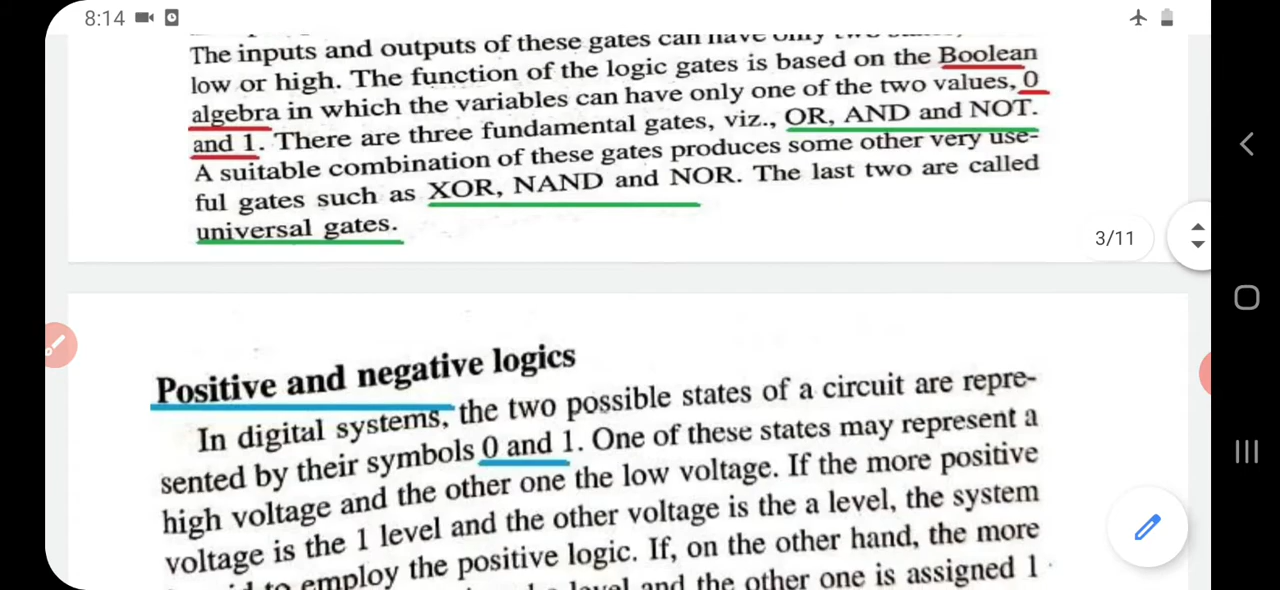 8:14
The inputs and outputs of these gates can have only
low or high. The function of the logic gates is based on the Boolean
algebra in which the variables can have only one of the two values, 0
and 1. There are three fundamental gates, viz., OR, AND and NOT.
A suitable combination of these gates produces some other very use-
ful gates such as XOR, NAND and NOR. The last two are called
universal gates.
3/11
Positive and negative logics
In digital systems, the two possible states of a circuit are repre-
sented by their symbols 0 and 1. One of these states may represent a
high voltage and the other one the low voltage. If the more positive
voltage is the 1 level and the other voltage is the a level, the system
to employ the positive logic. If, on the other hand, the more
level and the other one is assigned 1